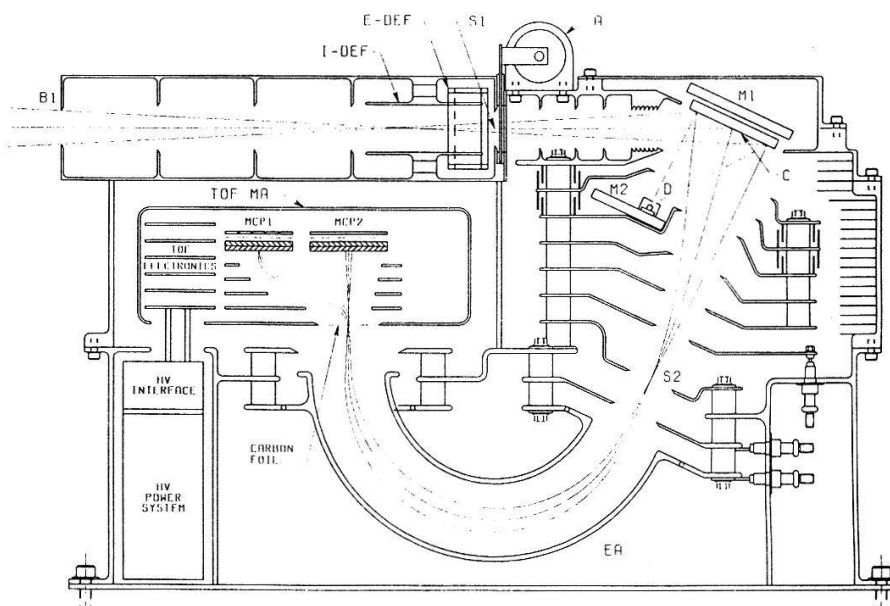 E-DEF
S1
A
I-DEF
B1
M1
TOF MA
M2
D
C
MCP1
MCP2
TOF
ELECTRONICS
S2
HV
INTERFACE
CARBON
FOIL
HV
POWER
SYSTEM
EA